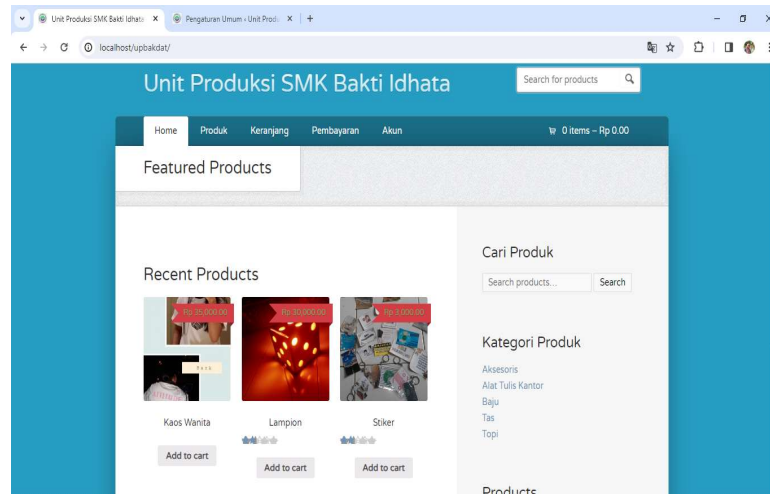 Unit Produksi SMK Bakti Idhata
Pengaturan Umum ‹ Unit Prod
localhost/upbakdat/
Unit Produksi SMK Bakti Idhata
Search for products
Home Produk Keranjang Pembayaran Akun 0 items – Rp 0.00
Featured Products
Cari Produk
Search products… Search
Recent Products
Rp 35,000.00 Rp 30,000.00 Rp 3,000.00
Kategori Produk
Aksesoris
Alat Tulis Kantor
Baju
Tas
Topi
Kaos Wanita Lampion Stiker
Add to cart Add to cart Add to cart
Products